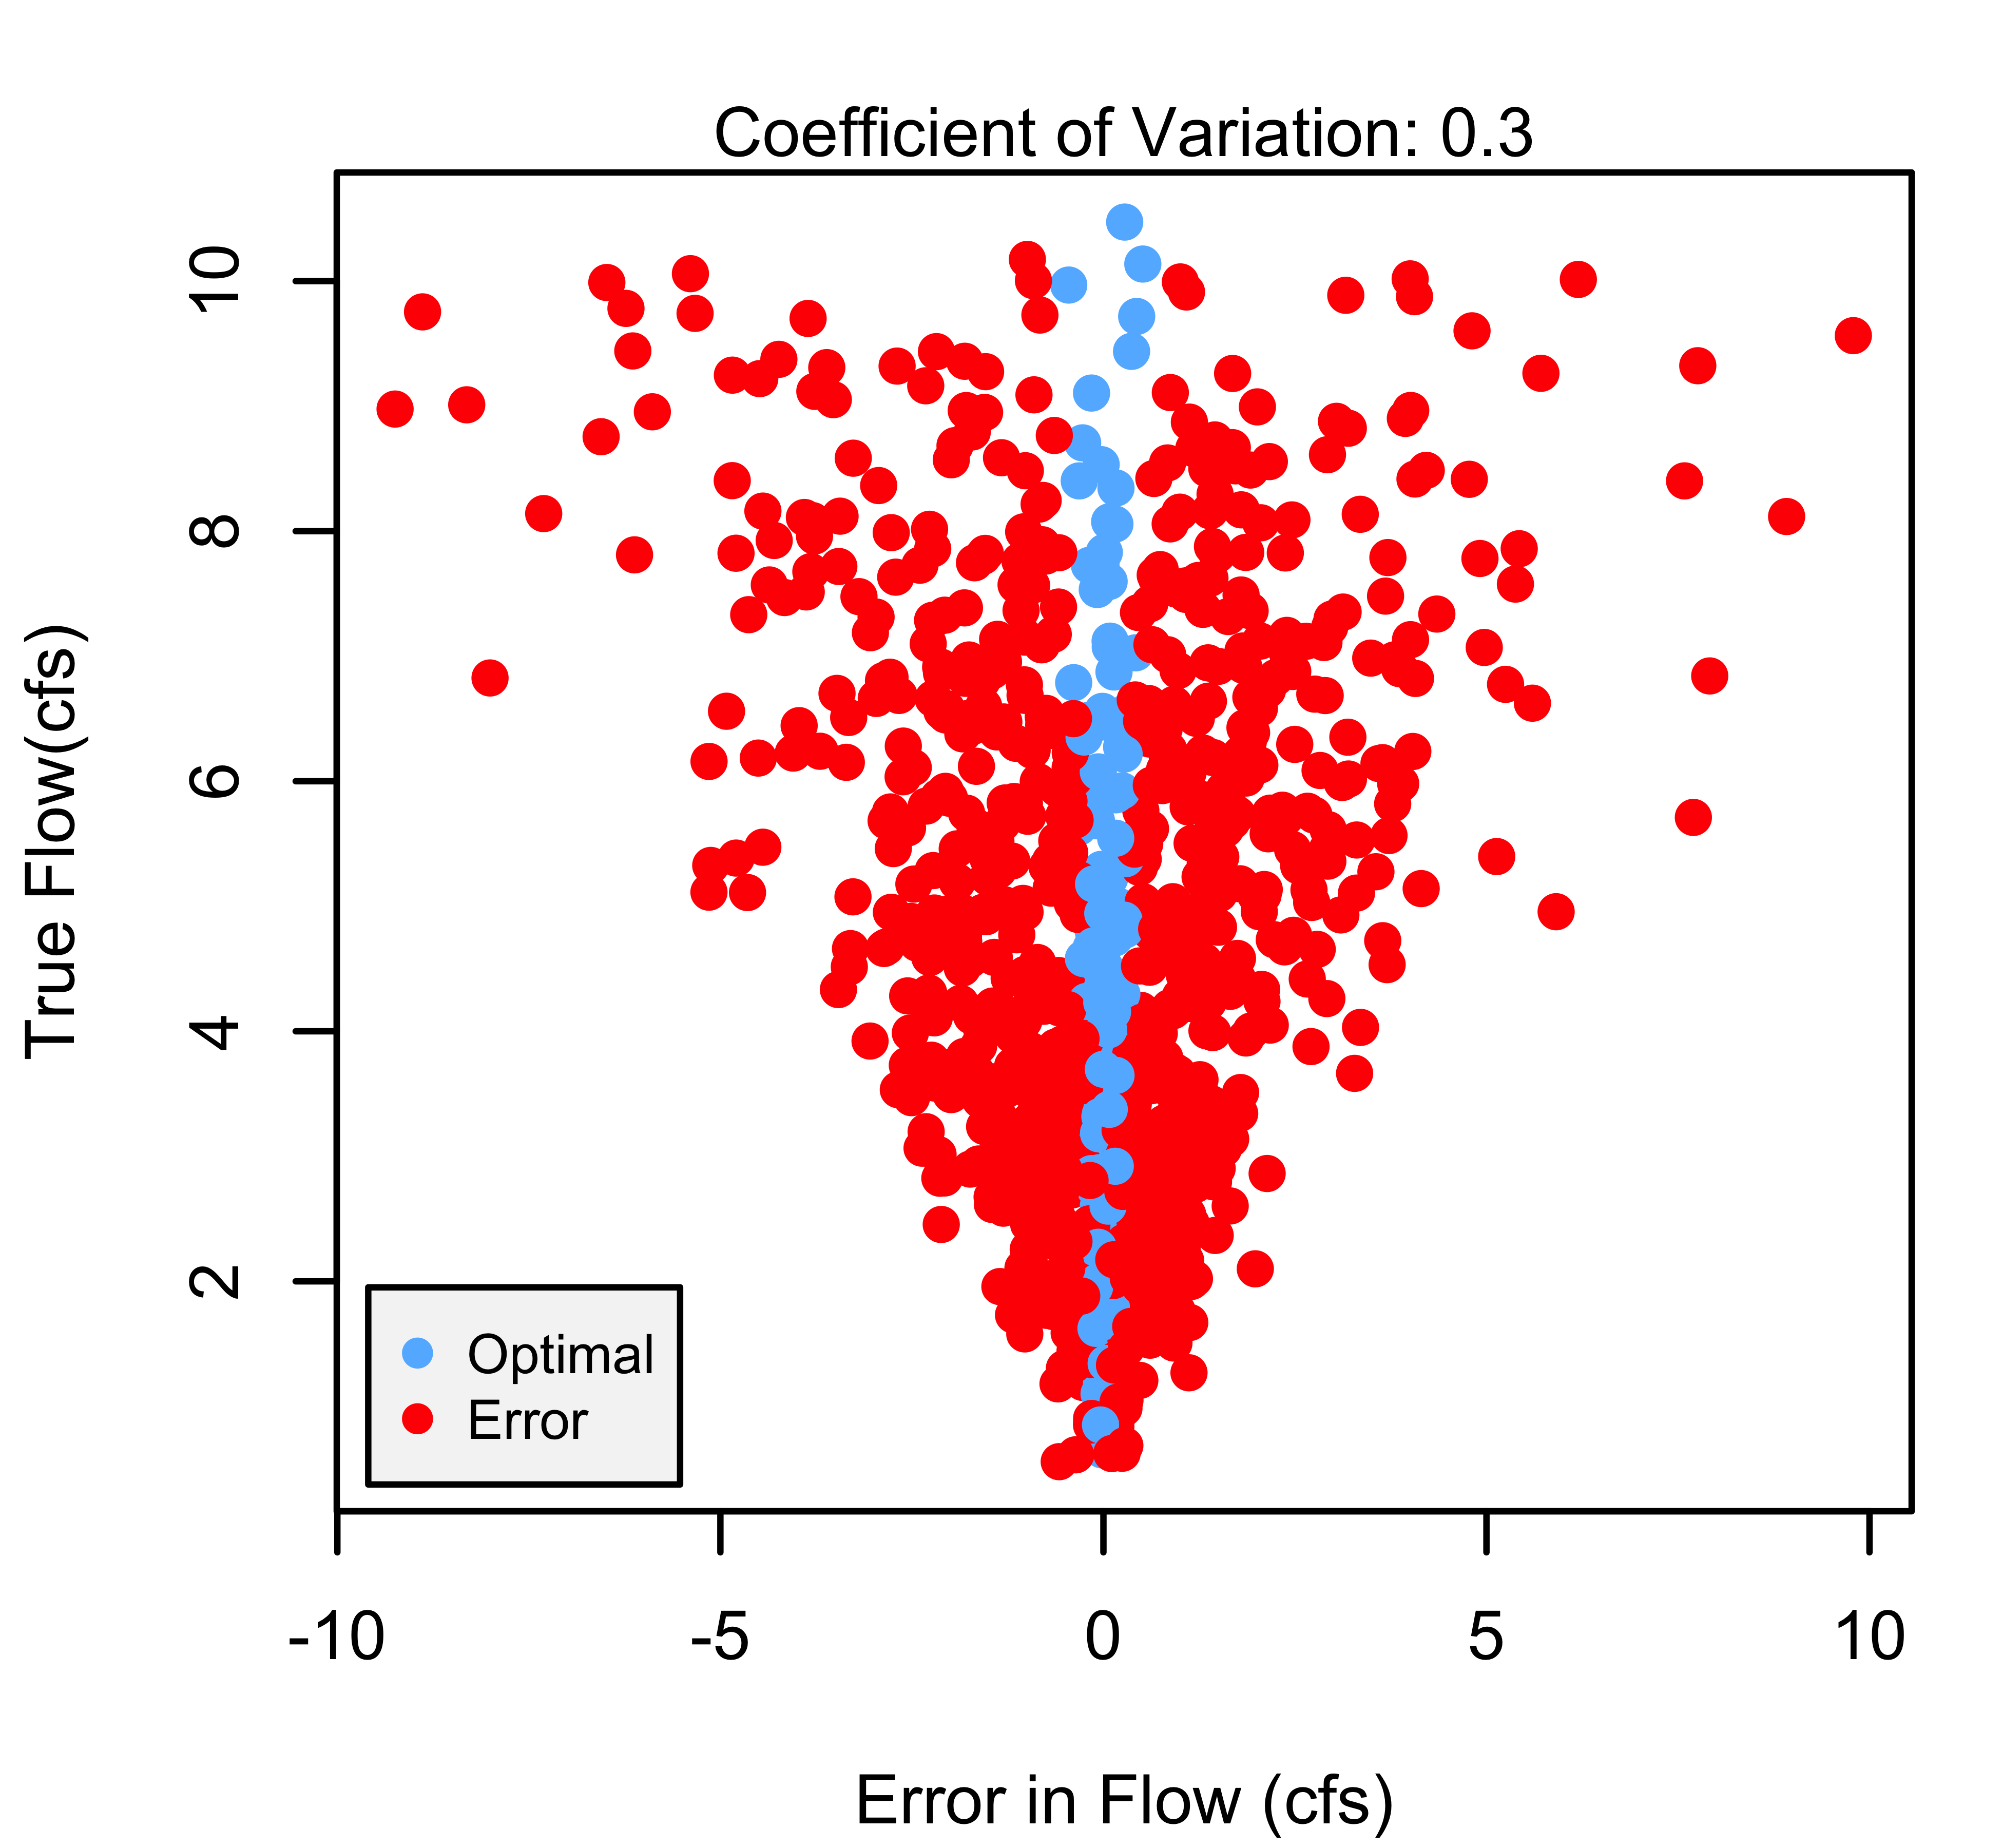 Coefficient of Variation: 0.3
True Flow(cfs)
10
8
6
4
2
Optimal
Error
-10 -5 0 5 10
Error in Flow (cfs)